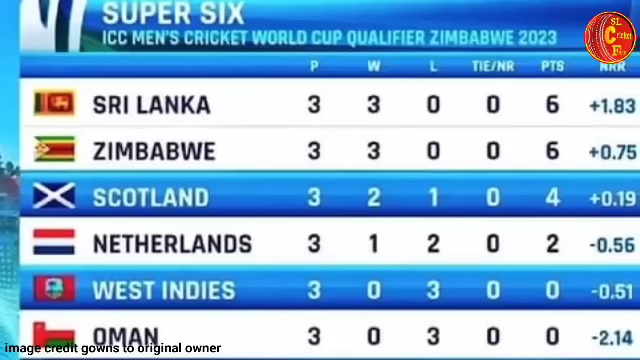 SUPER SIX
ICC MEN'S CRICKET WORLD CUP QUALIFIER ZIMBABWE 2023
P W L TIE/NR PTS NRR
SRI LANKA 3 3 0 0 6 +1.83
ZIMBABWE 3 3 0 0 6 +0.75
SCOTLAND 3 2 1 0 4 +0.19
NETHERLANDS 3 1 2 0 2 -0.56
WEST INDIES 3 0 3 0 0 -0.51
OMAN 3 0 3 0 0 -2.14
image credit gowns to original owner
SL
Cricket